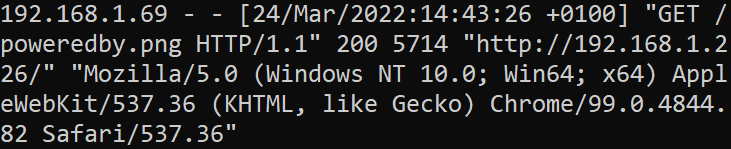 192.168.1.69 - - [24/Mar/2022:14:43:26 +0100] "GET /
poweredby.png HTTP/1.1" 200 5714 "http://192.168.1.2
26/" "Mozilla/5.0 (Windows NT 10.0; Win64; x64) Appl
eWebKit/537.36 (KHTML, like Gecko) Chrome/99.0.4844.
82 Safari/537.36"